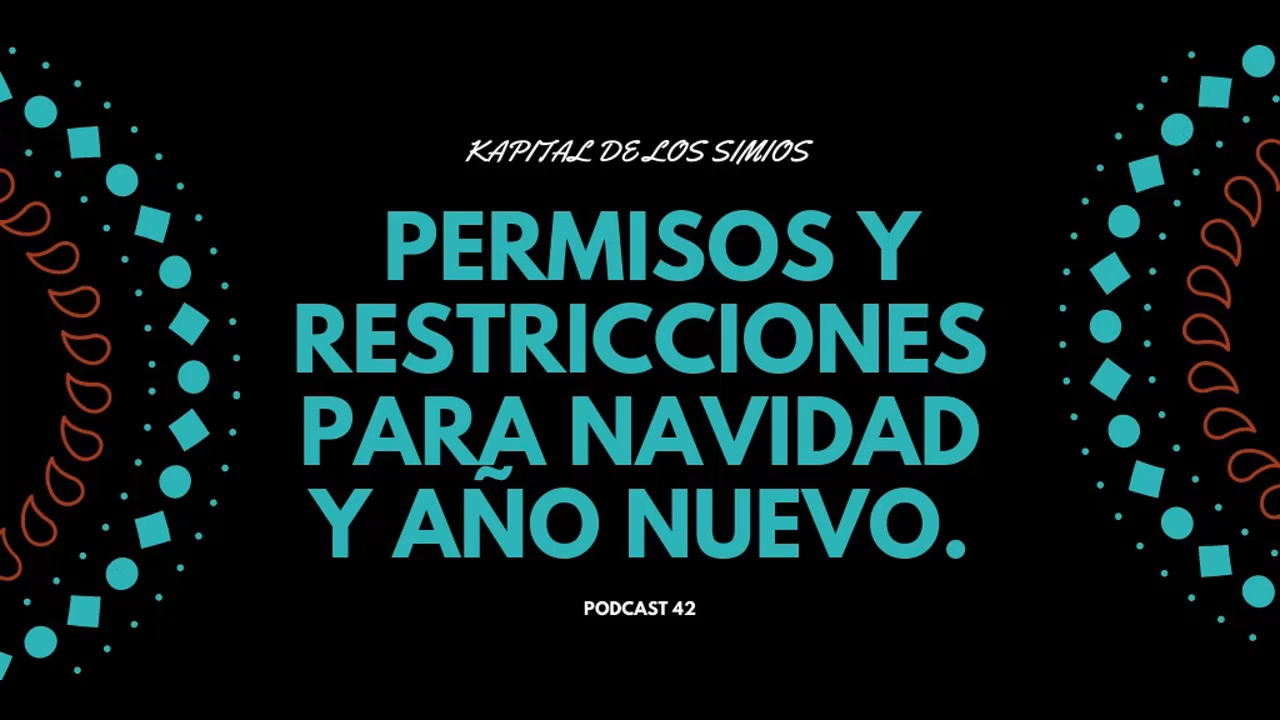 KAPITAL DE LOS SIMIOS
PERMISOS Y
RESTRICCIONES
PARA NAVIDAD
Y AÑO NUEVO.
PODCAST 42